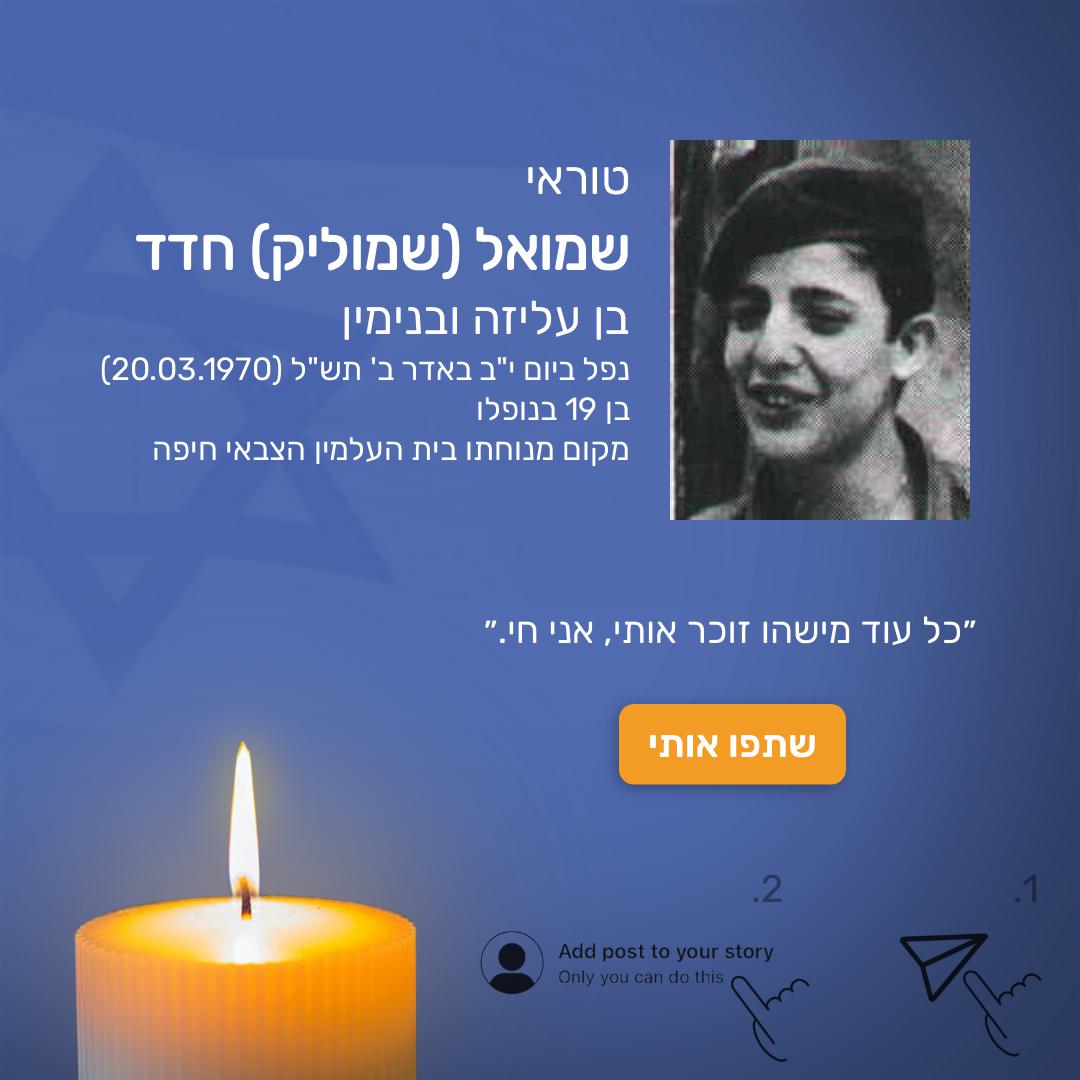 טוראי
שמואל (שמוליק) חדד
בן עליזה ובנימין
נפל ביום י"ב באדר ב' תש"ל (20.03.1970)
בן 19 בנופלו
מקום מנוחתו בית העלמין הצבאי חיפה
״כל עוד מישהו זוכר אותי, אני חי.״
שתפו אותי
1.
2.
Add post to your story
Only you can do this